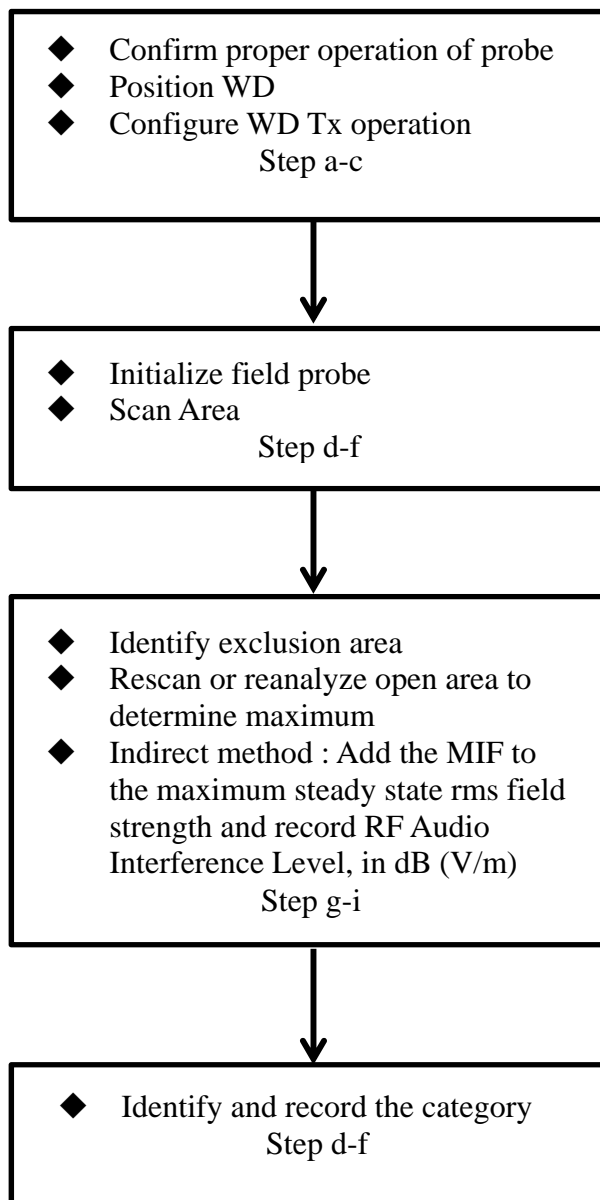 ◆ Confirm proper operation of probe
◆ Position WD
◆ Configure WD Tx operation
Step a-c
◆ Initialize field probe
◆ Scan Area
Step d-f
◆ Identify exclusion area
◆ Rescan or reanalyze open area to
determine maximum
◆ Indirect method : Add the MIF to
the maximum steady state rms field
strength and record RF Audio
Interference Level, in dB (V/m)
Step g-i
◆ Identify and record the category
Step d-f